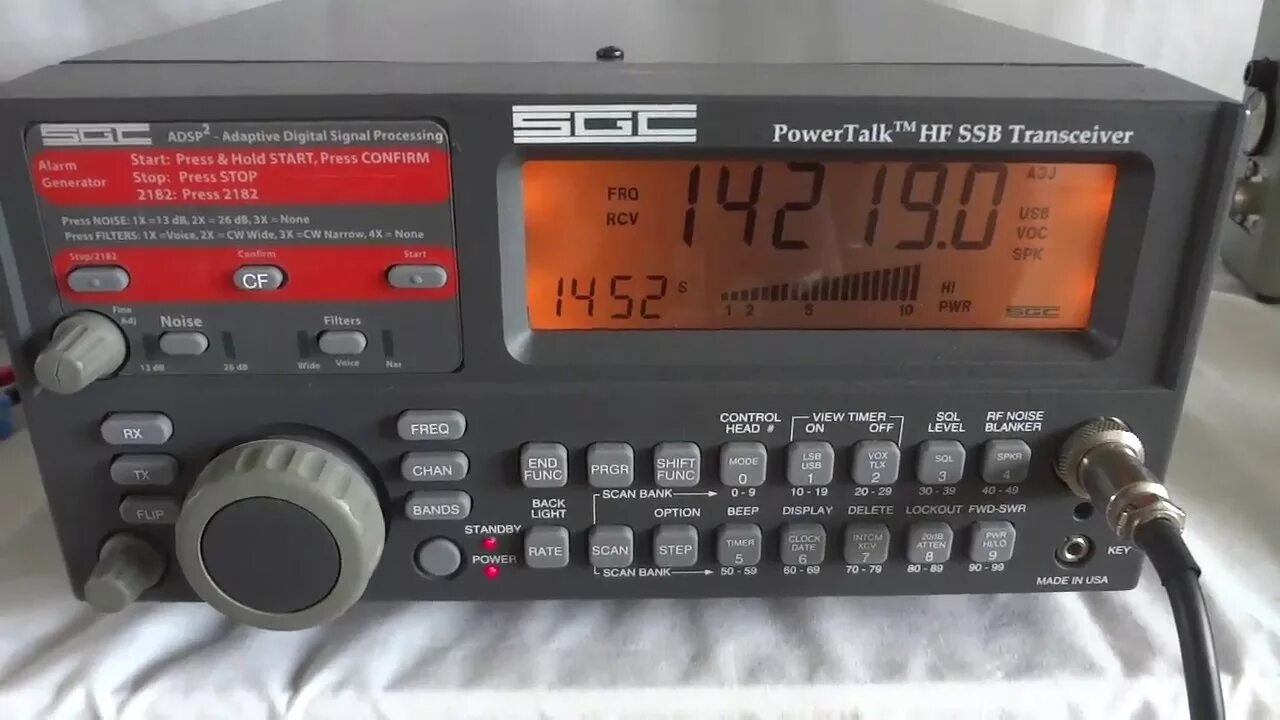 SGC ADSP2 - Adaptive Digital Signal Processing
Alarm Generator
Start: Press & Hold START, Press CONFIRM
Stop: Press STOP
2182: Press 2182
Press NOISE: 1X =13 dB, 2X = 26 dB, 3X = None
Press FILTERS: 1X =Voice, 2X = CW Wide, 3X =CW Narrow, 4X = None
Stop/2182 Confirm Start
CF
Fine Adj
Noise Filters
13 dB 26 dB Wide Voice Nar
SGC PowerTalk™ HF SSB Transceiver
FRQ 14219.0
RCV
USB
VOC
SPK
1452 S
1 2 5 10
HI
PWR
SGC
RX
TX
FLIP
FREQ
CHAN
BANDS
STANDBY
POWER
CONTROL HEAD #
VIEW TIMER
ON OFF
SQL LEVEL
RF NOISE BLANKER
END FUNC
PRGR
SHIFT FUNC
MODE 0
LSB USB 1
VOX TLX 2
SQL 3
SPKR 4
SCAN BANK 0 - 9 10 - 19 20 - 29 30 - 39 40 - 49
BACK LIGHT
OPTION BEEP DISPLAY DELETE LOCKOUT FWD-SWR
RATE
SCAN
STEP
TIMER 5
CLOCK DATE 6
INTCM XCV 7
20dB ATTEN 8
PWR HI/LO 9
SCAN BANK 50 - 59 60 - 69 70 - 79 80 - 89 90 - 99
KEY
MADE IN USA